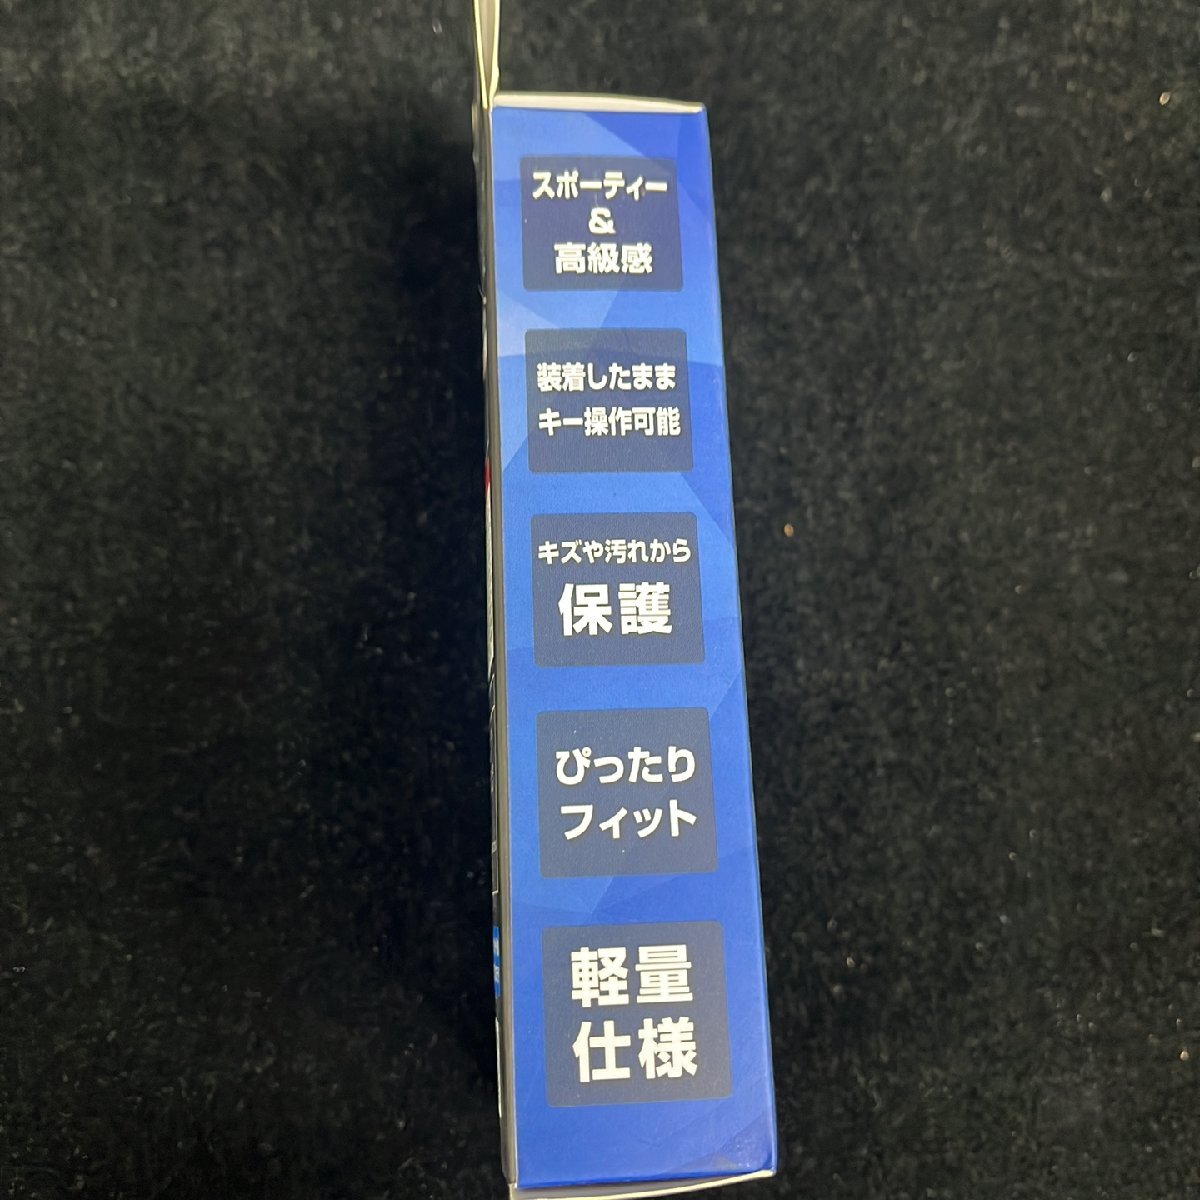 スポーティー
&
高級感
装着したまま
キー操作可能
キズや汚れから
保護
ぴったり
フィット
軽量
仕様